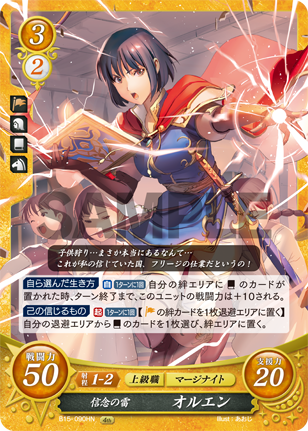 3
2
SAMPLE
子供狩り…まさか本当にあるなんて…
これが私の信じていた国、フリージの仕業だというの!
自ら選んだ生き方 自 【ターン1回】自分の絆エリアに のカードが
置かれた時、ターン終了まで、このユニットの戦闘力は+10される。
己の信じるもの 起 【ターン1回】【 の絆カードを1枚退避エリアに置く】
自分の退避エリアから のカードを1枚選び、絆エリアに置く。
戦闘力
50
射程 1-2
上級職
マージナイト
支援力
20
信念の雷 オルエン
B15-090HN
Illust:あおじ